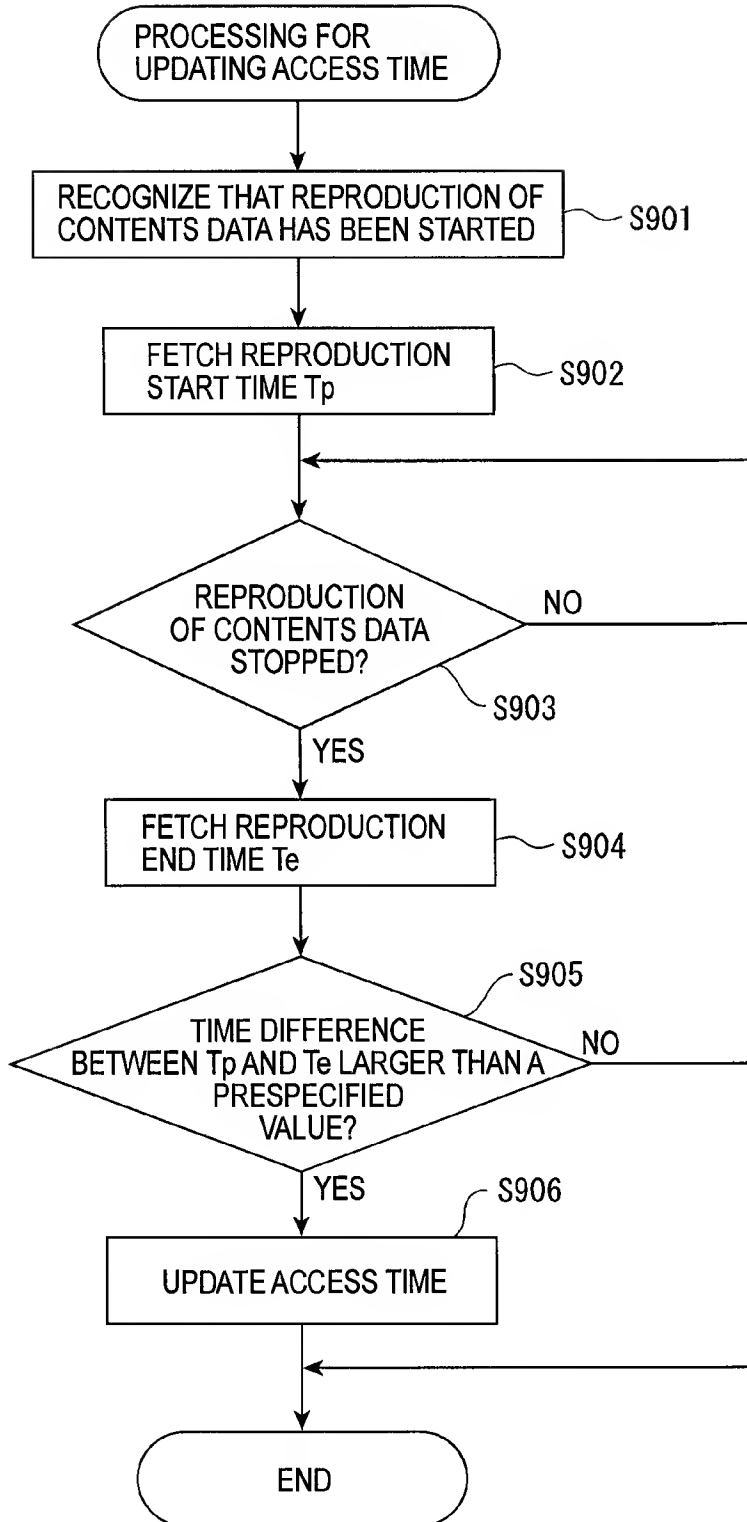 PROCESSING FOR
UPDATING ACCESS TIME
RECOGNIZE THAT REPRODUCTION OF
CONTENTS DATA HAS BEEN STARTED
S901
FETCH REPRODUCTION
START TIME Tp
S902
REPRODUCTION
OF CONTENTS DATA
STOPPED?
NO
S903
YES
FETCH REPRODUCTION
END TIME Te
S904
S905
TIME DIFFERENCE
BETWEEN Tp AND Te LARGER THAN A
PRESPECIFIED
VALUE?
NO
YES
S906
UPDATE ACCESS TIME
END